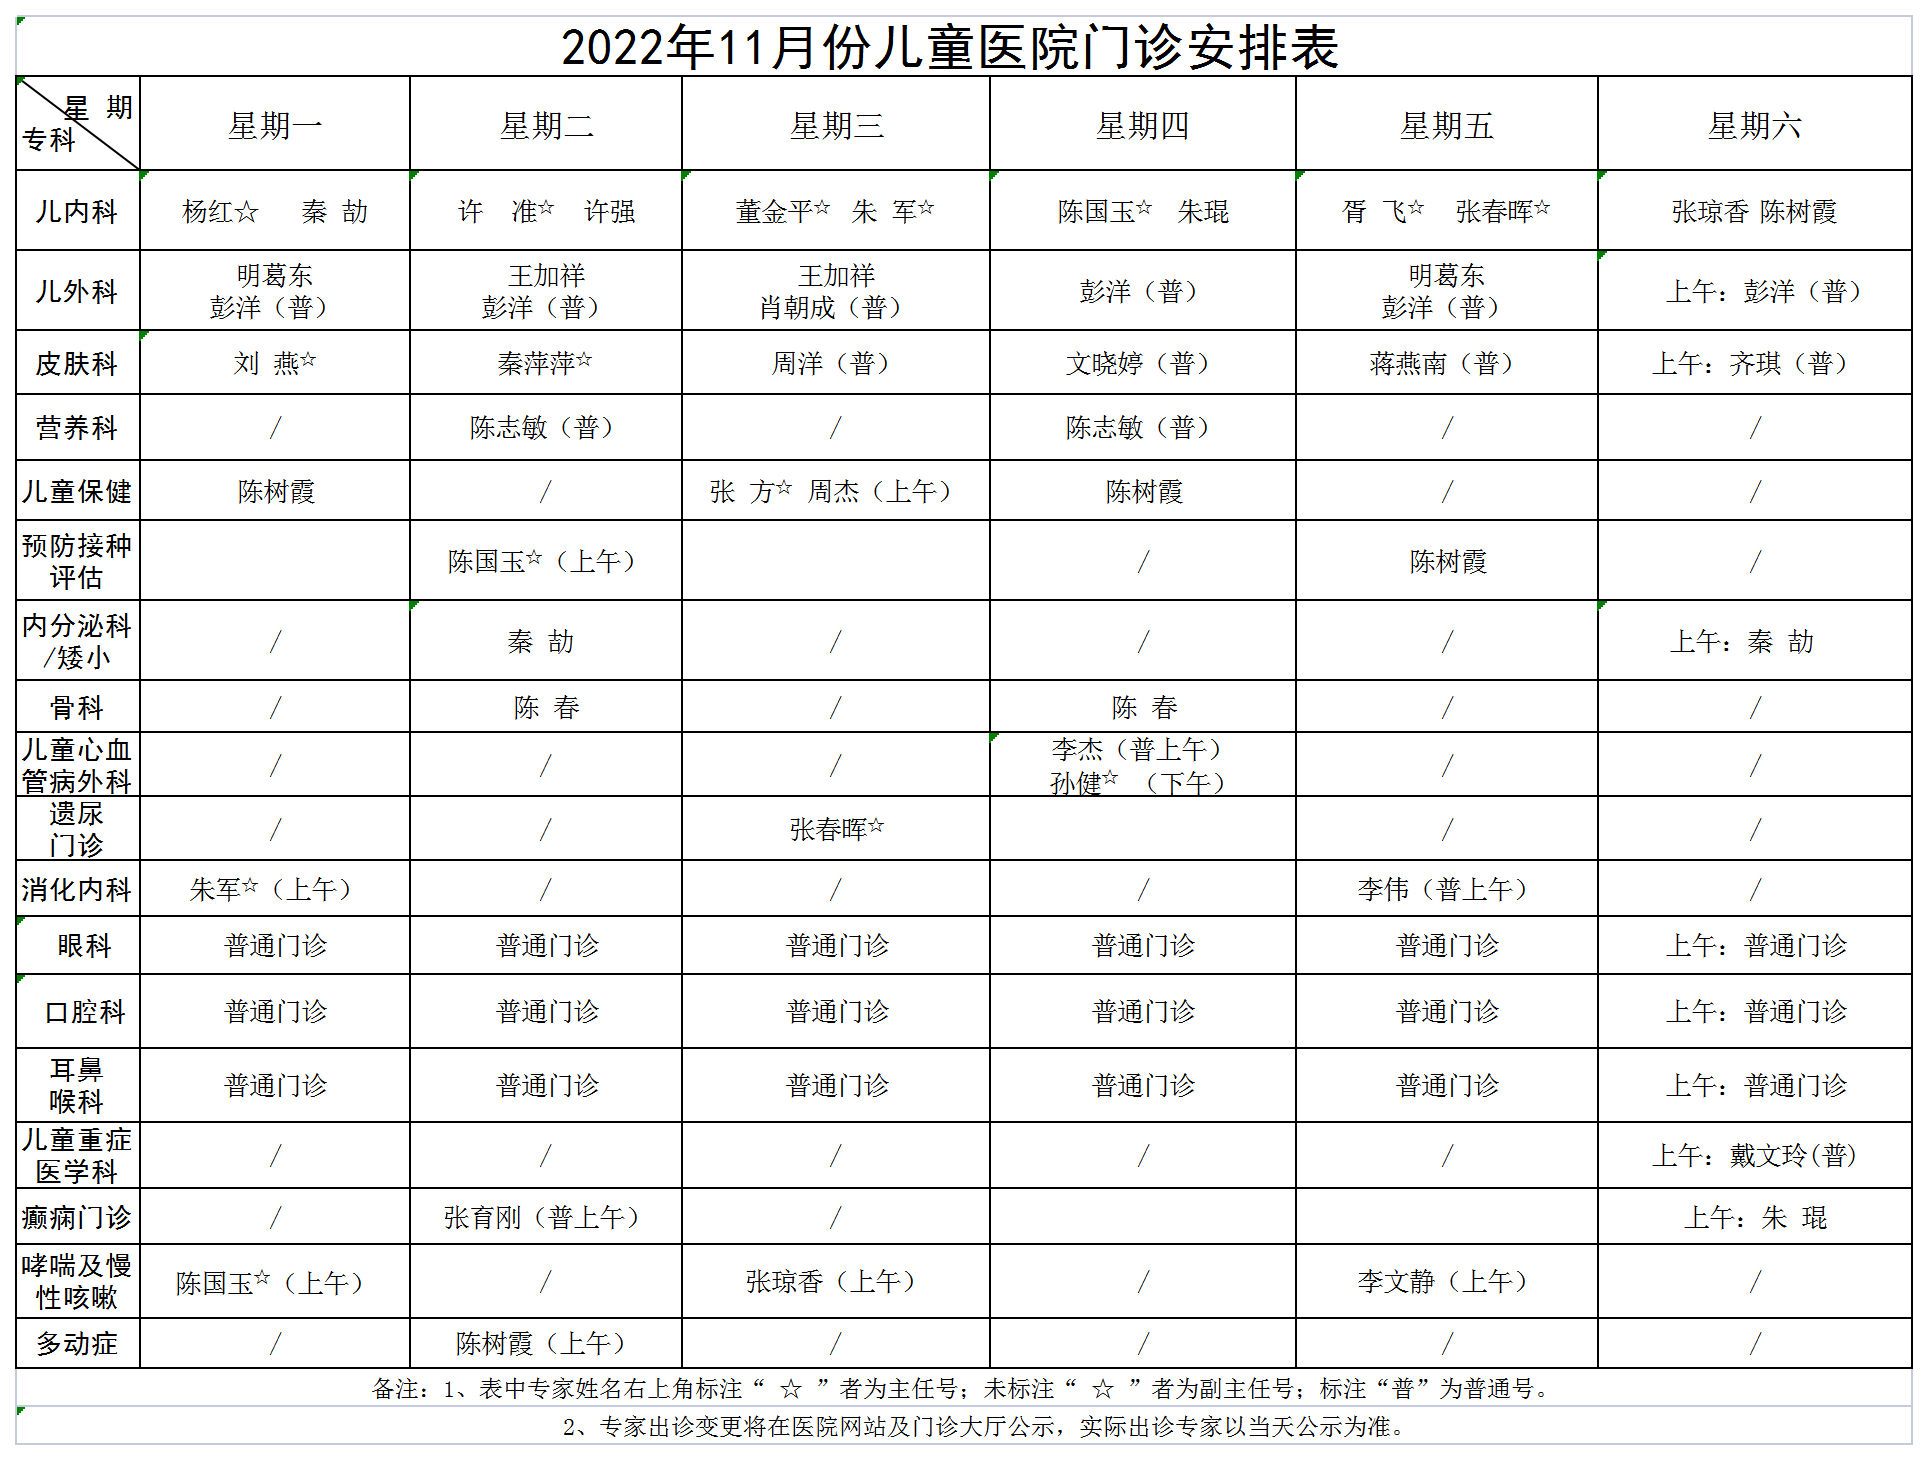 2022年11月份儿童医院门诊安排表
星 期
专科
星期一 星期二 星期三 星期四 星期五 星期六
儿内科 杨红☆ 秦 劼 许 准☆ 许强 董金平☆ 朱 军☆ 陈国玉☆ 朱琨 胥 飞☆ 张春晖☆ 张琼香 陈树霞
儿外科
明葛东
彭洋（普）
王加祥
彭洋（普）
王加祥
肖朝成（普）
彭洋（普）
明葛东
彭洋（普）
上午：彭洋（普）
皮肤科 刘 燕☆ 秦萍萍☆ 周洋（普） 文晓婷（普） 蒋燕南（普） 上午：齐琪（普）
营养科 / 陈志敏（普） / 陈志敏（普） / /
儿童保健 陈树霞 / 张 方☆ 周杰（上午） 陈树霞 / /
预防接种
评估
陈国玉☆（上午） / 陈树霞 /
内分泌科
/矮小
/ 秦 劼 / / / 上午：秦 劼
骨科 / 陈 春 / 陈 春 / /
儿童心血
管病外科
/ / /
李杰（普上午）
孙健☆ （下午）
/ /
遗尿
门诊
/ / 张春晖☆ / /
消化内科 朱军☆（上午） / / / 李伟（普上午） /
眼科 普通门诊 普通门诊 普通门诊 普通门诊 普通门诊 上午：普通门诊
口腔科 普通门诊 普通门诊 普通门诊 普通门诊 普通门诊 上午：普通门诊
耳鼻
喉科
普通门诊 普通门诊 普通门诊 普通门诊 普通门诊 上午：普通门诊
儿童重症
医学科
/ / / / / 上午：戴文玲(普)
癫痫门诊 / 张育刚（普上午） / 上午：朱 琨
哮喘及慢
性咳嗽
陈国玉☆（上午） / 张琼香（上午） / 李文静（上午） /
多动症 / 陈树霞（上午） / / / /
备注：1、表中专家姓名右上角标注“ ☆ ”者为主任号；未标注“ ☆ ”者为副主任号；标注“普”为普通号。
2、专家出诊变更将在医院网站及门诊大厅公示，实际出诊专家以当天公示为准。